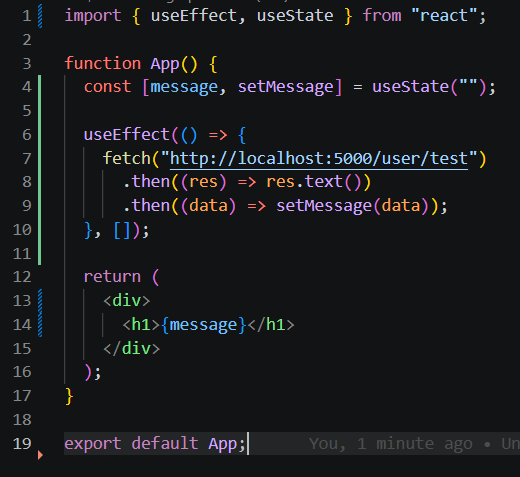 1 import { useEffect, useState } from "react";
2
3 function App() {
4   const [message, setMessage] = useState("");
5
6   useEffect(() => {
7     fetch("http://localhost:5000/user/test")
8       .then((res) => res.text())
9       .then((data) => setMessage(data));
10   }, []);
11
12   return (
13     <div>
14       <h1>{message}</h1>
15     </div>
16   );
17 }
18
19 export default App; You, 1 minute ago • Un